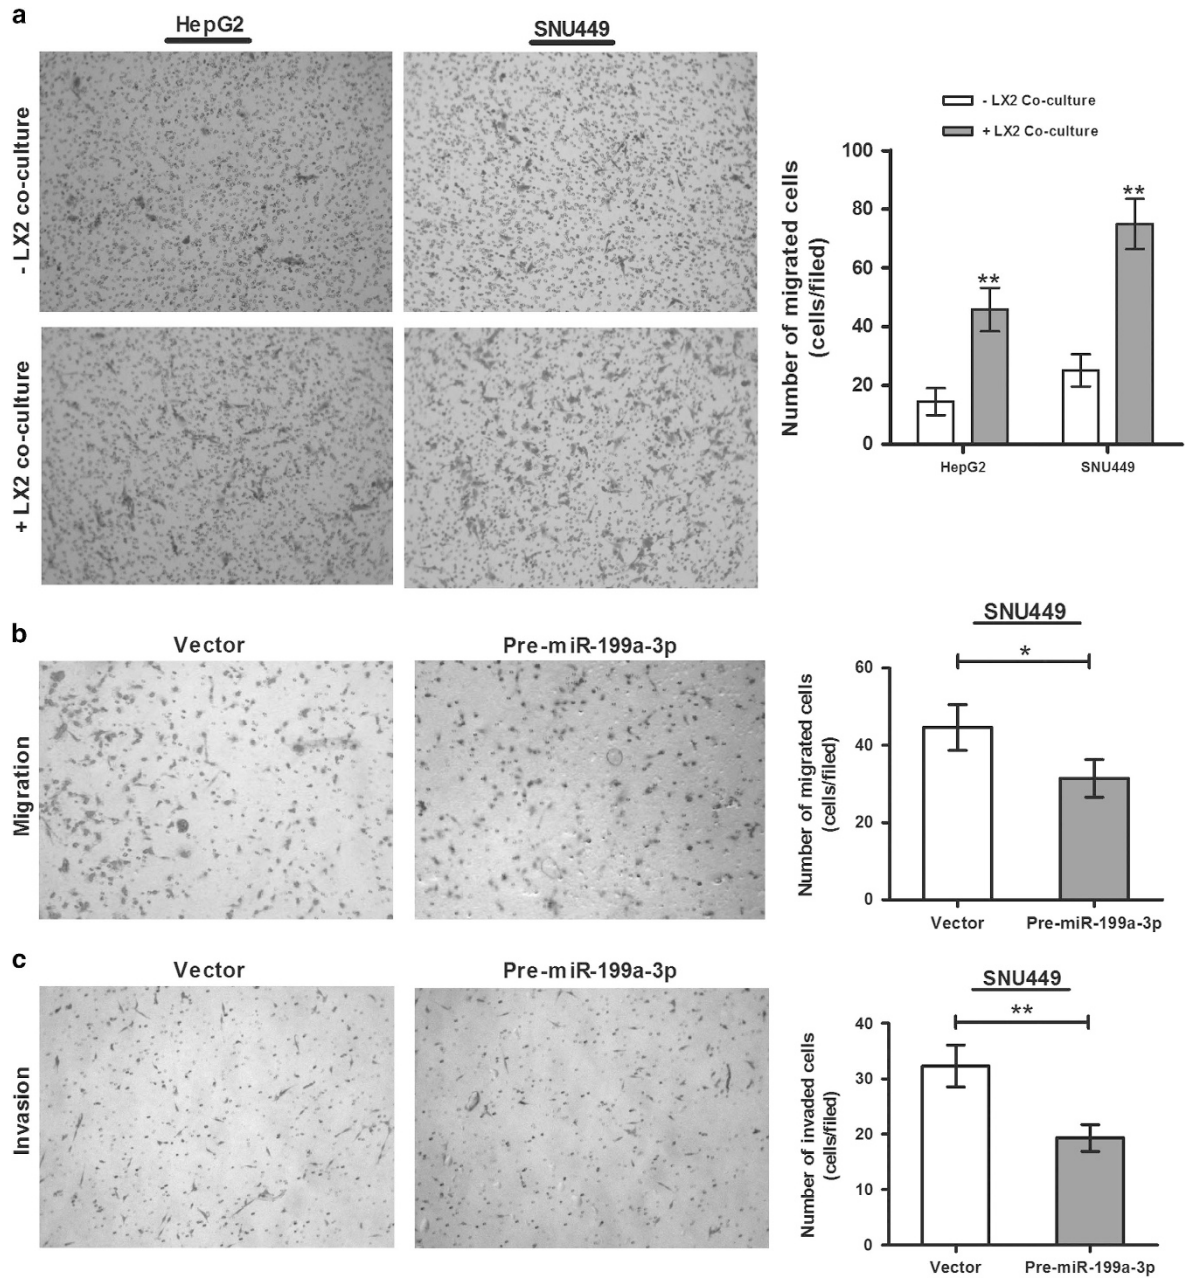 a
HepG2
SNU449
- LX2 co-culture
+ LX2 co-culture
- LX2 Co-culture
+ LX2 Co-culture
Number of migrated cells
(cells/filed)
100
80
60
40
20
0
**
**
HepG2
SNU449
b
Vector
Pre-miR-199a-3p
Migration
SNU449
*
Number of migrated cells
(cells/filed)
60
40
20
0
Vector
Pre-miR-199a-3p
c
Vector
Pre-miR-199a-3p
Invasion
SNU449
**
Number of invaded cells
(cells/filed)
40
30
20
10
0
Vector
Pre-miR-199a-3p